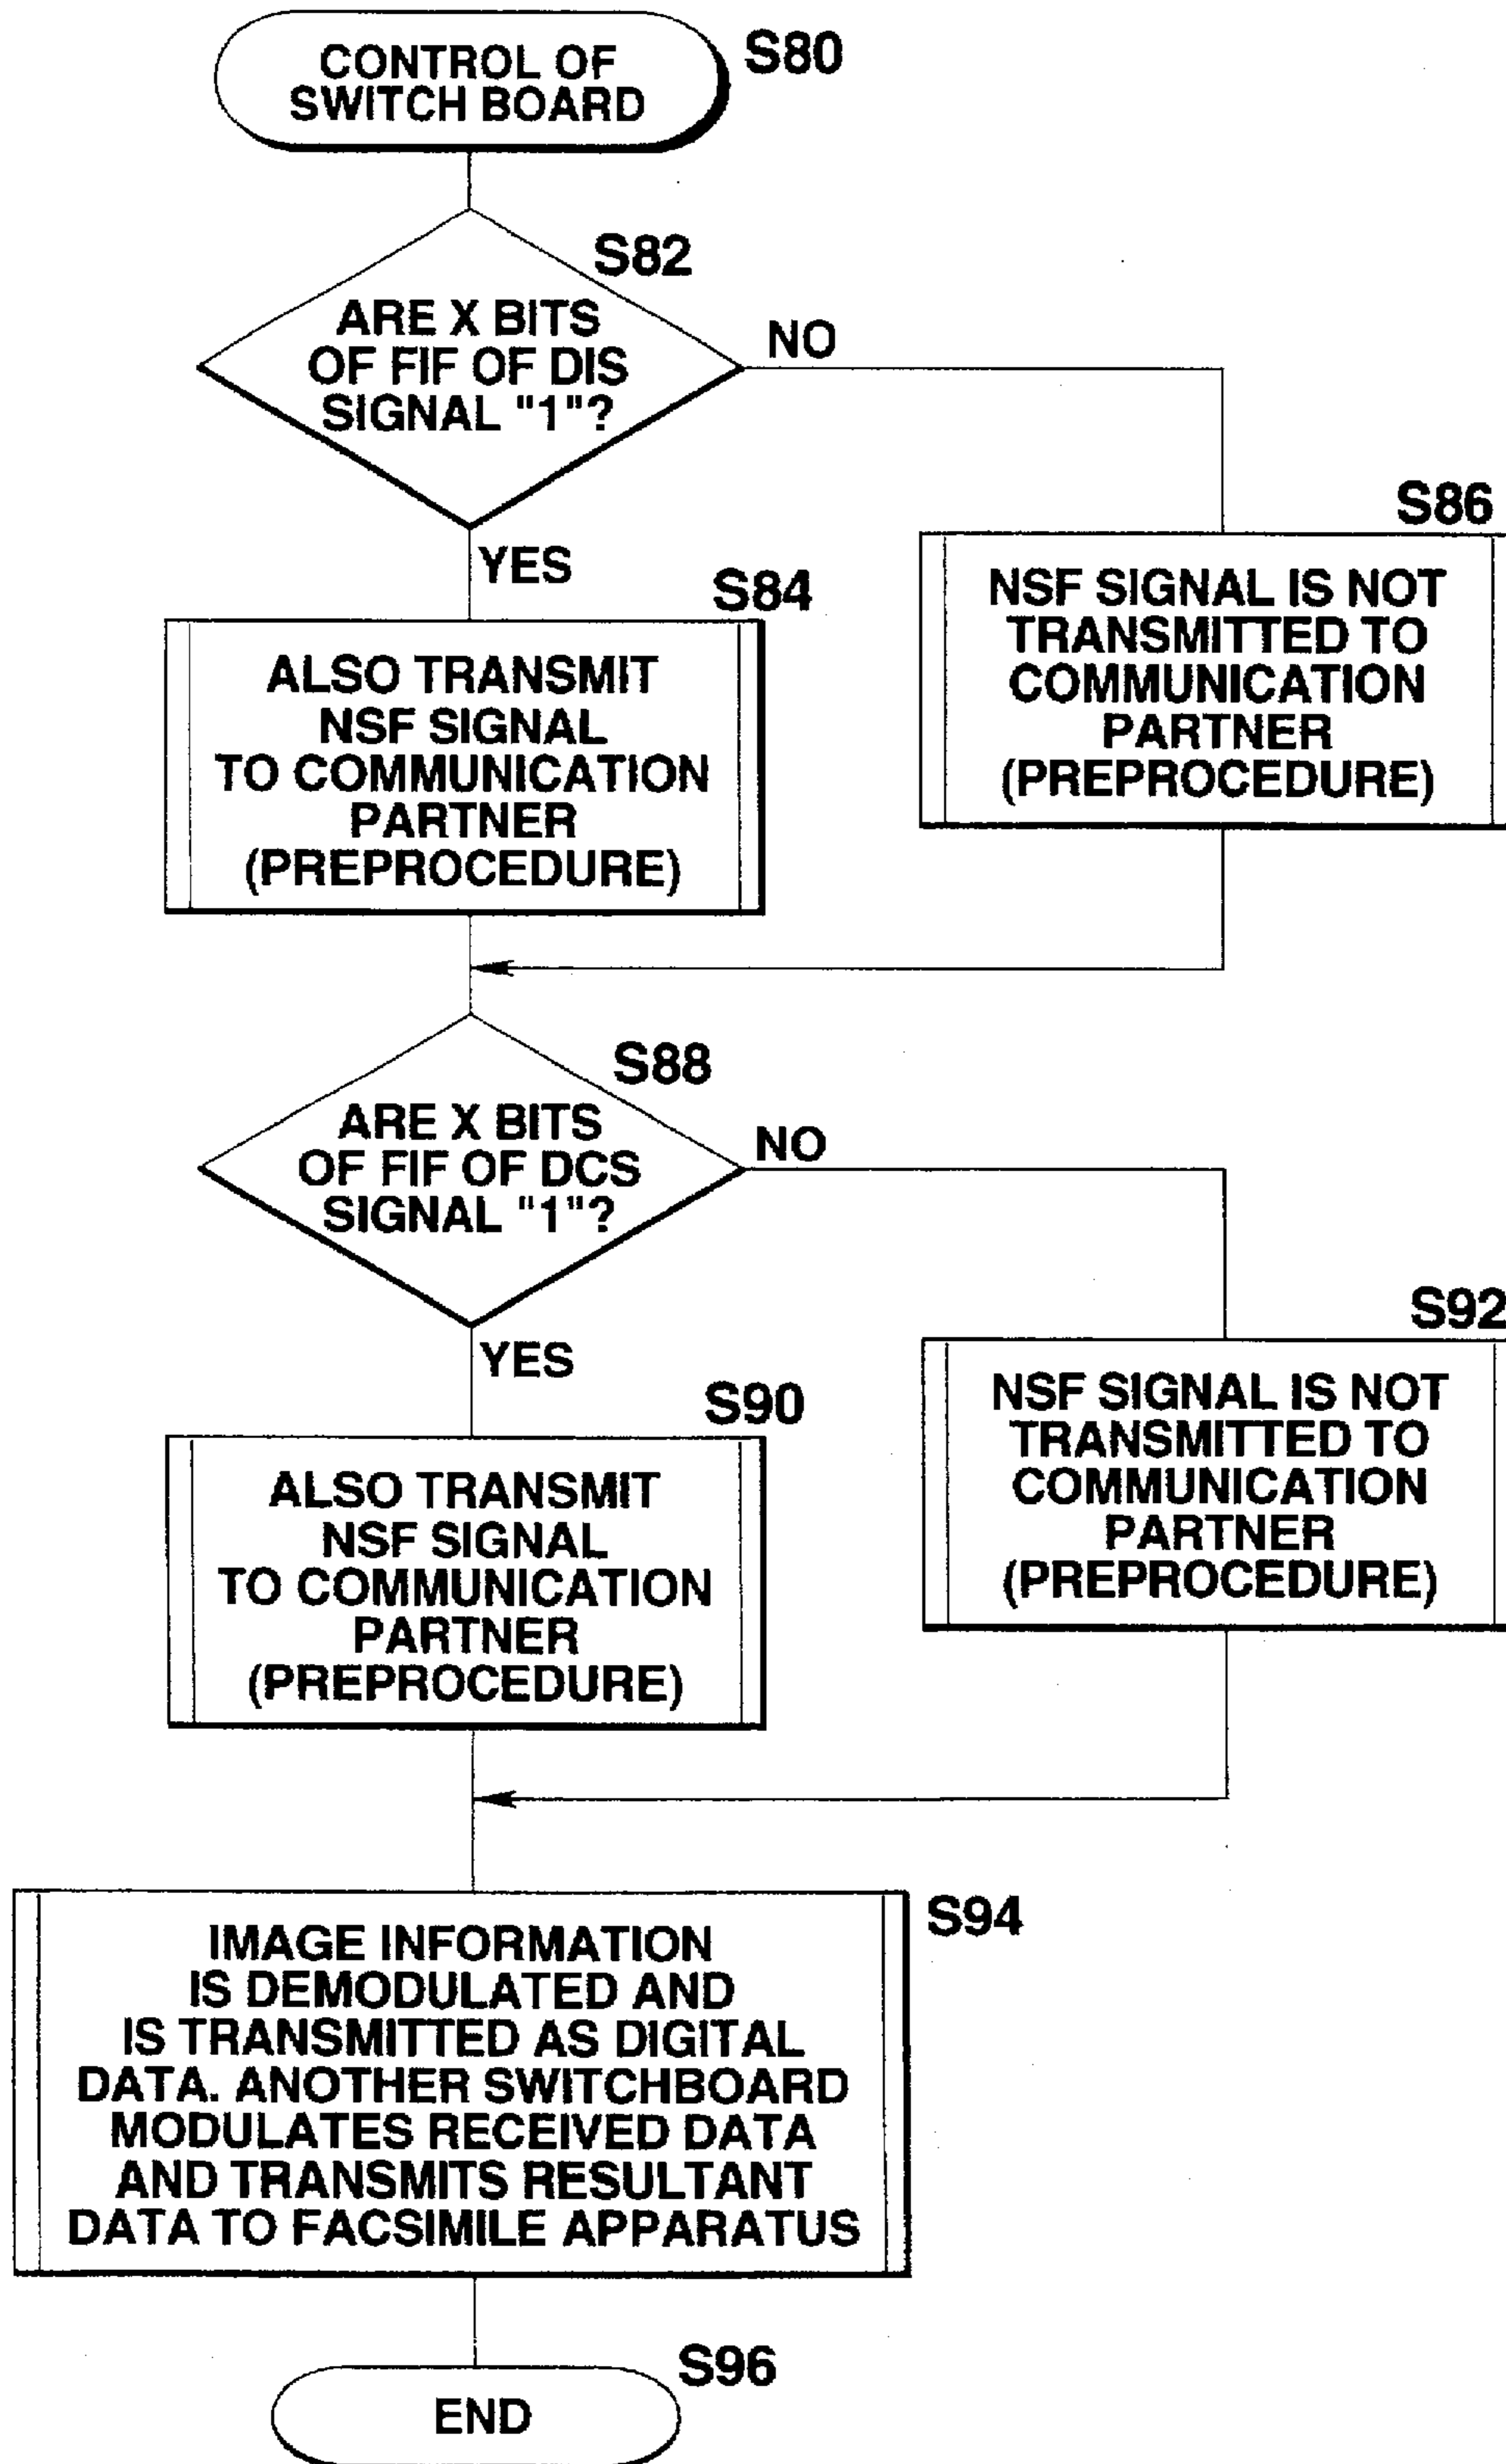 CONTROL OF
SWITCH BOARD
S80
S82
ARE X BITS
OF FIF OF DIS
SIGNAL "1"?
NO
YES
S84
ALSO TRANSMIT
NSF SIGNAL
TO COMMUNICATION
PARTNER
(PREPROCEDURE)
S86
NSF SIGNAL IS NOT
TRANSMITTED TO
COMMUNICATION
PARTNER
(PREPROCEDURE)
S88
ARE X BITS
OF FIF OF DCS
SIGNAL "1"?
NO
YES
S90
ALSO TRANSMIT
NSF SIGNAL
TO COMMUNICATION
PARTNER
(PREPROCEDURE)
S92
NSF SIGNAL IS NOT
TRANSMITTED TO
COMMUNICATION
PARTNER
(PREPROCEDURE)
S94
IMAGE INFORMATION
IS DEMODULATED AND
IS TRANSMITTED AS DIGITAL
DATA. ANOTHER SWITCHBOARD
MODULATES RECEIVED DATA
AND TRANSMITS RESULTANT
DATA TO FACSIMILE APPARATUS
S96
END